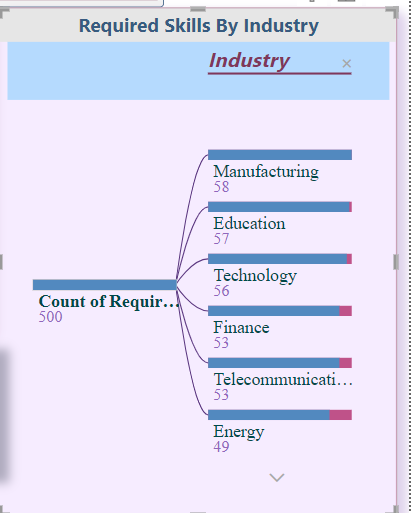 Required Skills By Industry
Industry
Manufacturing
58
Education
57
Technology
56
Count of Requir...
500
Finance
53
Telecommunicati...
53
Energy
49